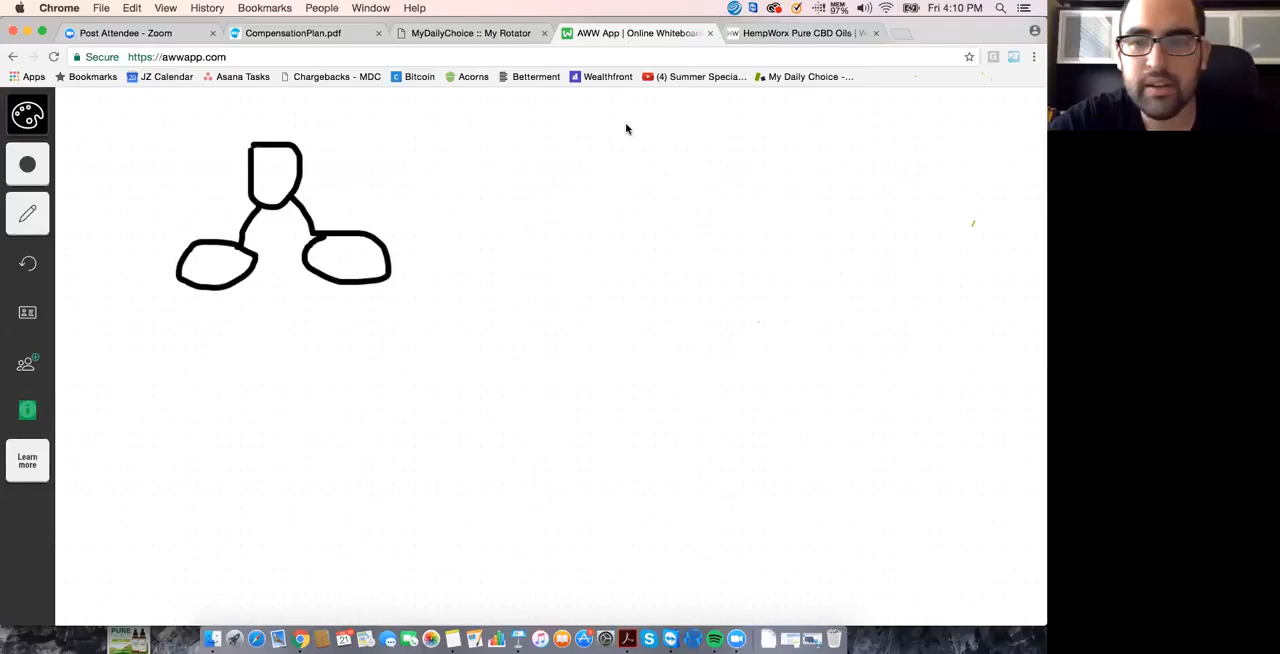 Chrome File Edit View History Bookmarks People Window Help MEM 97% Fri 4:10 PM
Post Attendee - Zoom CompensationPlan.pdf MyDailyChoice :: My Rotator AWW App | Online Whiteboard HempWorx Pure CBD Oils | W
Secure https://awwapp.com
Apps Bookmarks JZ Calendar Asana Tasks Chargebacks - MDC Bitcoin Acorns Betterment Wealthfront (4) Summer Specia... My Daily Choice -...
Learn
more